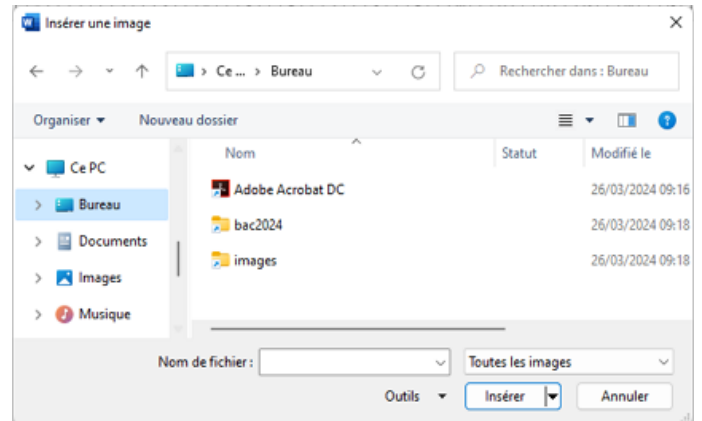 Insérer une image
Ce ... > Bureau
Rechercher dans : Bureau
Organiser
Nouveau dossier
Nom
Statut
Modifié le
Ce PC
Bureau
Documents
Images
Musique
Adobe Acrobat DC 26/03/2024 09:16
bac2024 26/03/2024 09:18
images 26/03/2024 09:18
Nom de fichier :
Toutes les images
Outils
Insérer
Annuler